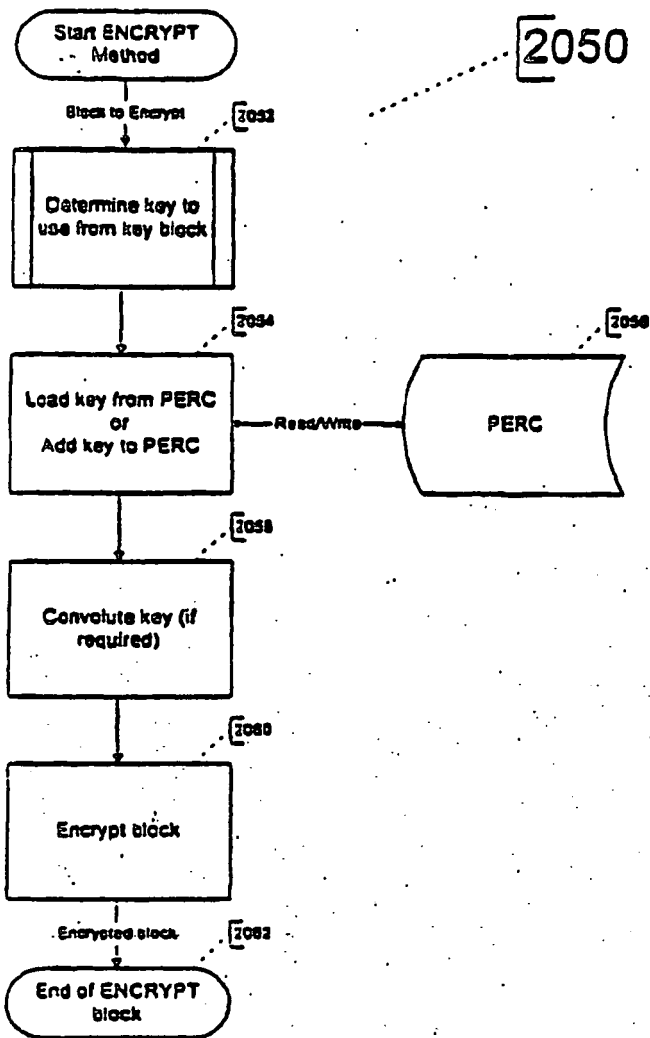 Start ENCRYPT
Method
2050
Block to Encrypt
2052
Determine key to
use from key block
2054
2056
Load key from PERC
or
Add key to PERC
Read/Write
PERC
2058
Convolute key (if
required)
2060
Encrypt block
Encrypted block
2062
End of ENCRYPT
block